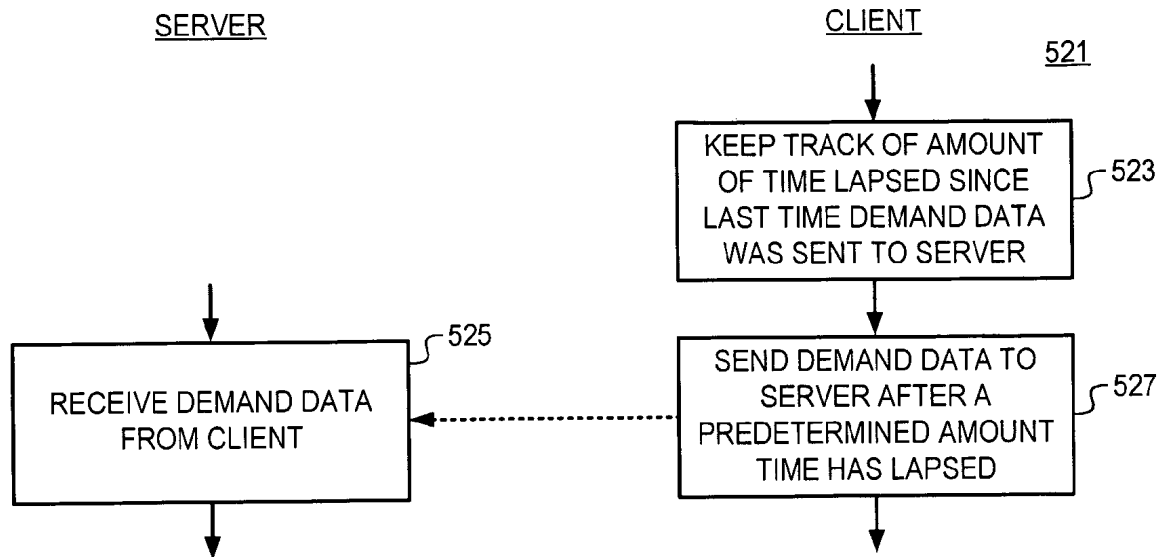 SERVER
CLIENT
521
KEEP TRACK OF AMOUNT
OF TIME LAPSED SINCE
LAST TIME DEMAND DATA
WAS SENT TO SERVER
523
525
RECEIVE DEMAND DATA
FROM CLIENT
SEND DEMAND DATA TO
SERVER AFTER A
PREDETERMINED AMOUNT
TIME HAS LAPSED
527